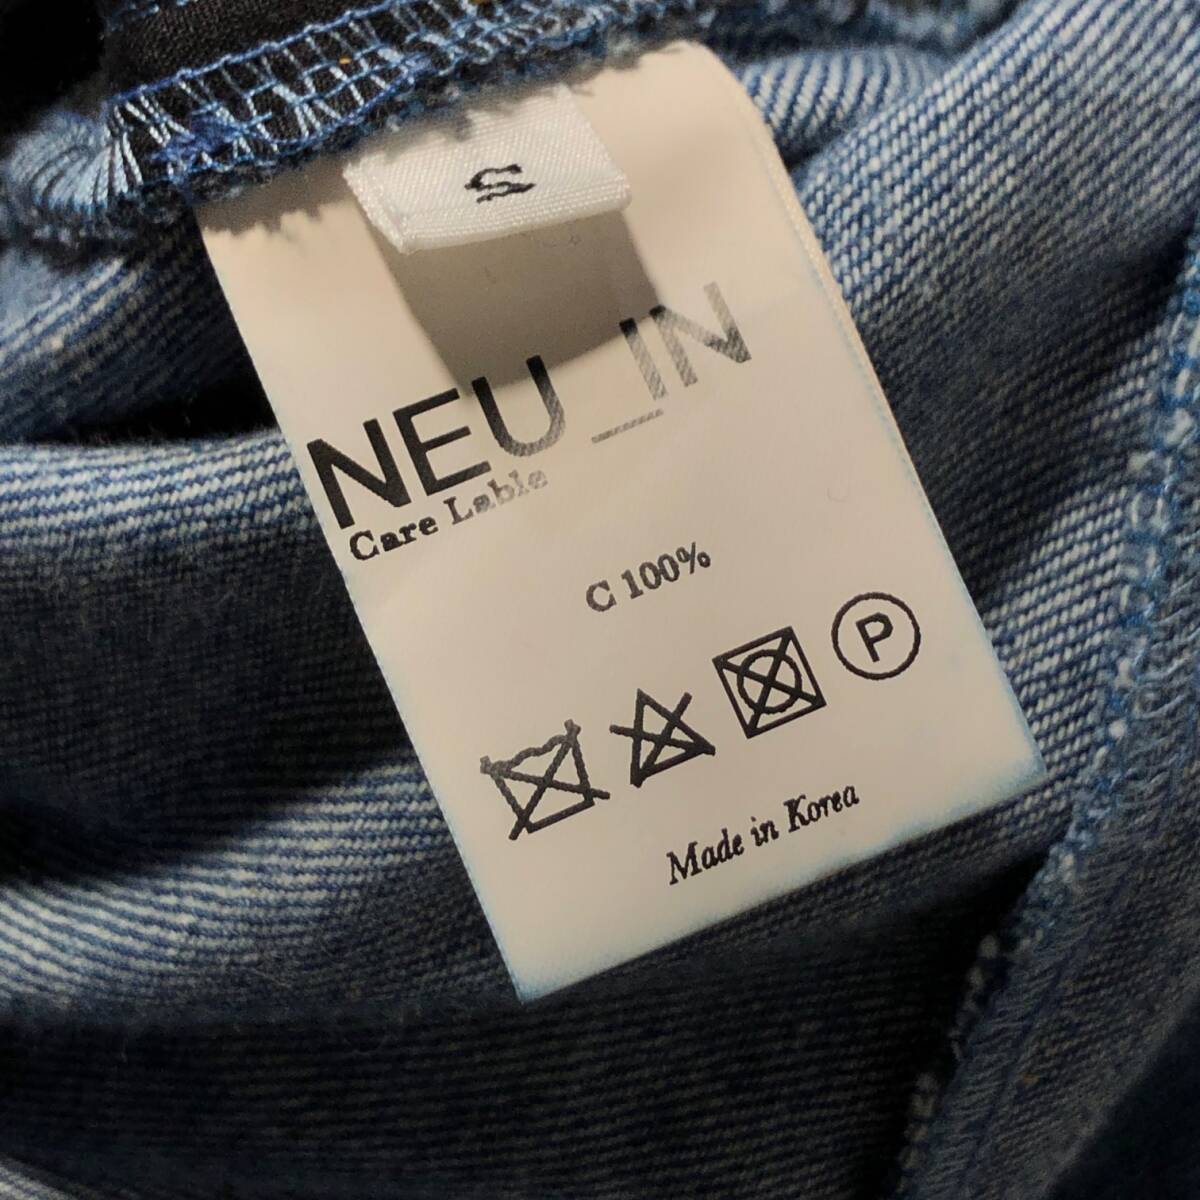 S
NEU_IN
Care Lable
C 100%
P
Made in Korea